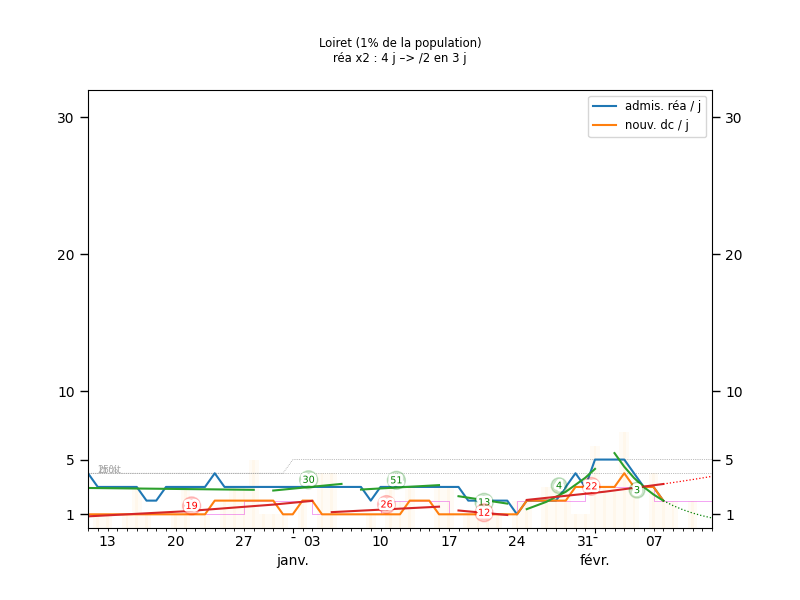 Loiret (1% de la population)
réa x2 : 4 j –> /2 en 3 j
admis. réa / j
nouv. dc / j
30 30
20 20
10 10
5 5
1 1
30 51 4 3 13
19 26 22 12
13 20 27 - 03 10 17 24 31 - 07
janv. févr.